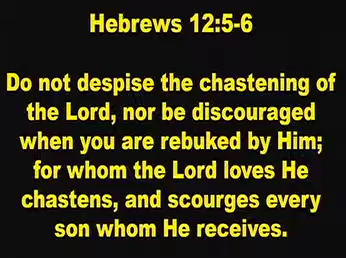 Hebrews 12:5-6
Do not despise the chastening of
the Lord, nor be discouraged
when you are rebuked by Him;
for whom the Lord loves He
chastens, and scourges every
son whom He receives.